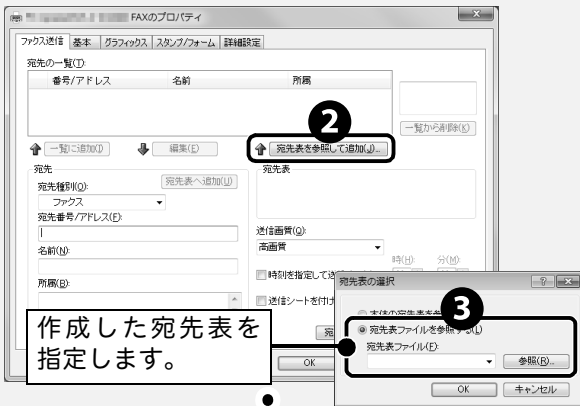 FAXのプロパティ
ファクス送信 基本 グラフィックス スタンプ/フォーム 詳細設定
宛先の一覧(T):
番号/アドレス 名前 所属
2
一覧から削除(K)
一覧に追加(I) 編集(E) 宛先表を参照して追加(J)...
宛先 宛先表
宛先種別(O): 宛先表へ追加(U)
ファクス
宛先番号/アドレス(F):
送信画質(Q):
高画質
名前(N):
時(H): 分(M):
時刻を指定して送
所属(B):
送信シートを付け
宛先表の選択
3
本体の宛先表を参
宛先表ファイルを参照する(L)
宛先表ファイル(F):
参照(R)...
OK キャンセル
作成した宛先表を
指定します。
宛
OK